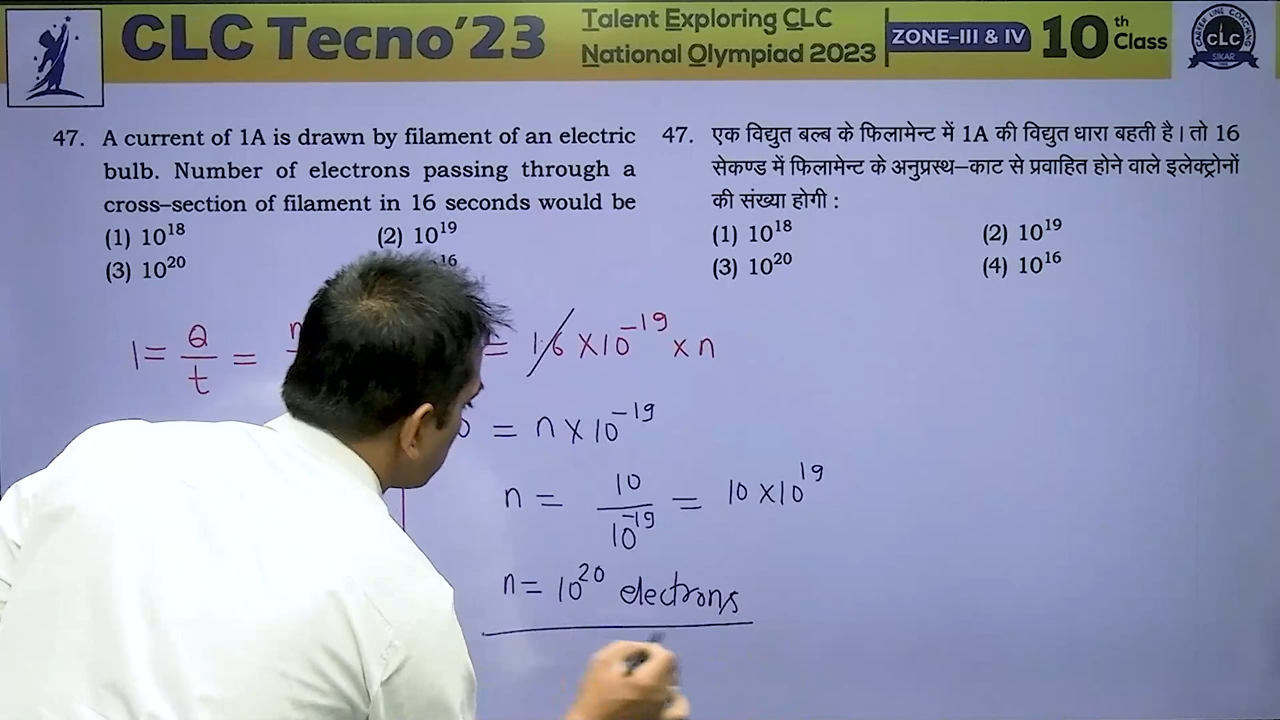 CLC Tecno'23
Talent Exploring CLC
National Olympiad 2023
ZONE–III & IV
10th Class
CLC
SIKAR
47. A current of 1A is drawn by filament of an electric
bulb. Number of electrons passing through a
cross–section of filament in 16 seconds would be
(1) 10^18 (2) 10^19
(3) 10^20 16
47. एक विद्युत बल्ब के फिलामेन्ट में 1A की विद्युत धारा बहती है। तो 16
सेकण्ड में फिलामेन्ट के अनुप्रस्थ–काट से प्रवाहित होने वाले इलेक्ट्रोनों
की संख्या होगी :
(1) 10^18 (2) 10^19
(3) 10^20 (4) 10^16
I = Q/t = = 1.6 × 10^-19 × n
= n × 10^-19
n = 10/10^-19 = 10 × 10^19
n = 10^20 electrons